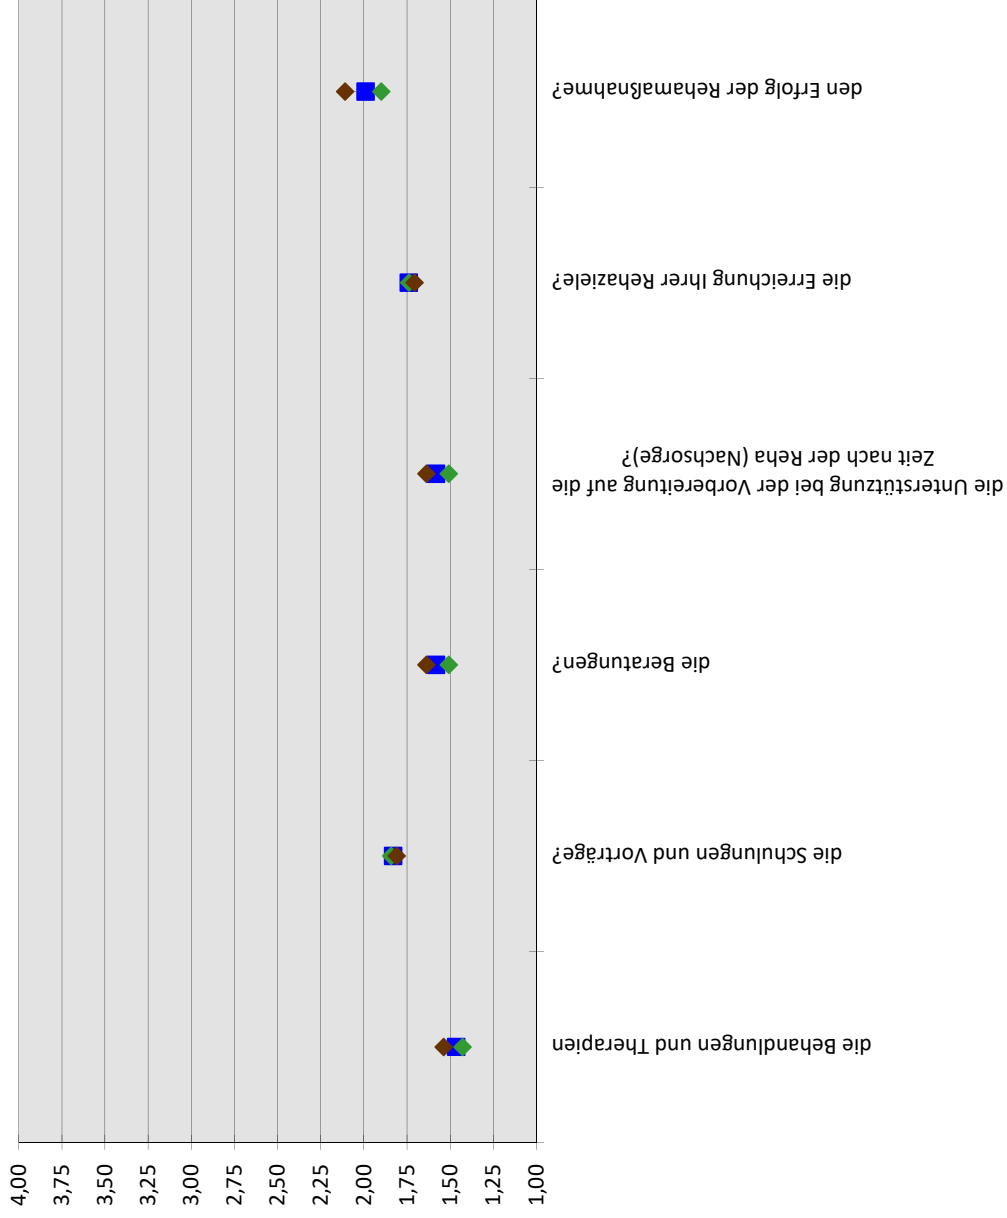 den Erfolg der Rehamaßnahme?
die Erreichung Ihrer Rehaziele?
die Unterstützung bei der Vorbereitung auf die
Zeit nach der Reha (Nachsorge)?
die Beratungen?
die Schulungen und Vorträge?
die Behandlungen und Therapien
4,00
3,75
3,50
3,25
3,00
2,75
2,50
2,25
2,00
1,75
1,50
1,25
1,00